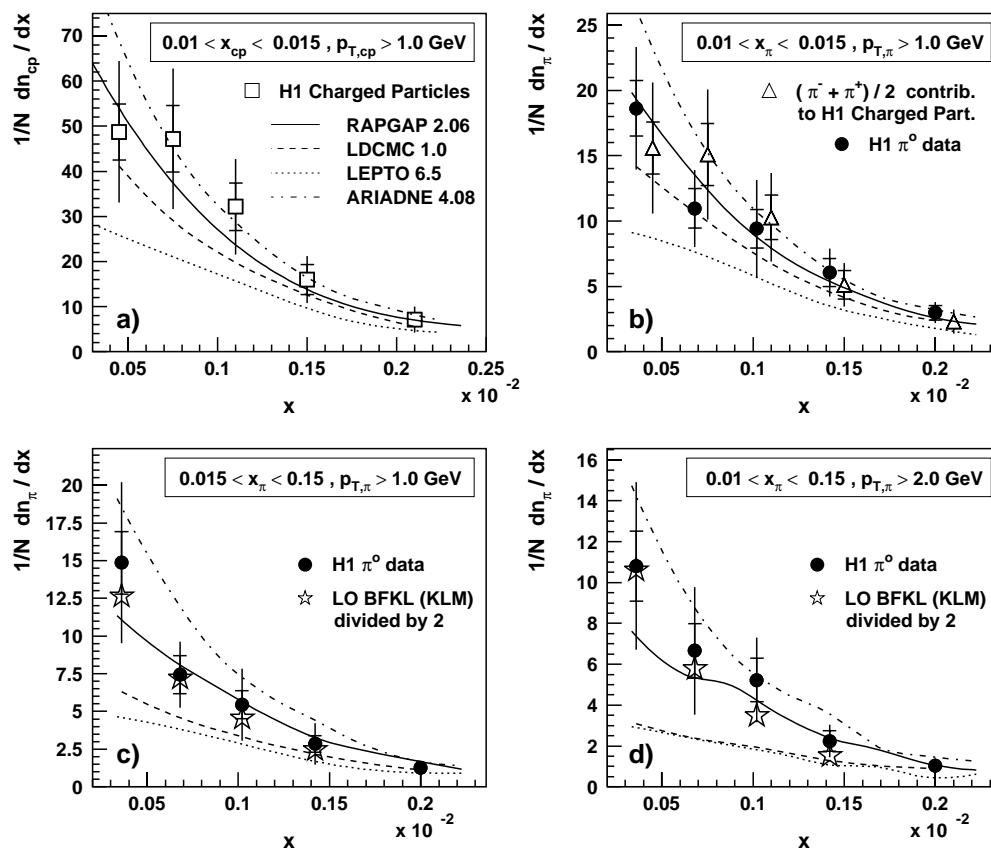 0.01 < x_cp < 0.015 , p_T,cp > 1.0 GeV
1/N dn_cp / dx
70
60
50
40
30
20
10
0
H1 Charged Particles
RAPGAP 2.06
LDCMC 1.0
LEPTO 6.5
ARIADNE 4.08
a)
0.05 0.1 0.15 0.2 0.25
x 10 ⁻²
x
0.01 < x_π < 0.015 , p_T,π > 1.0 GeV
1/N dn_π / dx
25
20
15
10
5
0
( π⁻ + π⁺ ) / 2 contrib.
to H1 Charged Part.
H1 π⁰ data
b)
0.05 0.1 0.15 0.2
x 10 ⁻²
x
0.015 < x_π < 0.15 , p_T,π > 1.0 GeV
1/N dn_π / dx
20
17.5
15
12.5
10
7.5
5
2.5
0
H1 π⁰ data
LO BFKL (KLM)
divided by 2
c)
0.05 0.1 0.15 0.2
x 10 ⁻²
x
0.01 < x_π < 0.15 , p_T,π > 2.0 GeV
1/N dn_π / dx
16
14
12
10
8
6
4
2
0
H1 π⁰ data
LO BFKL (KLM)
divided by 2
d)
0.05 0.1 0.15 0.2
x 10 ⁻²
x